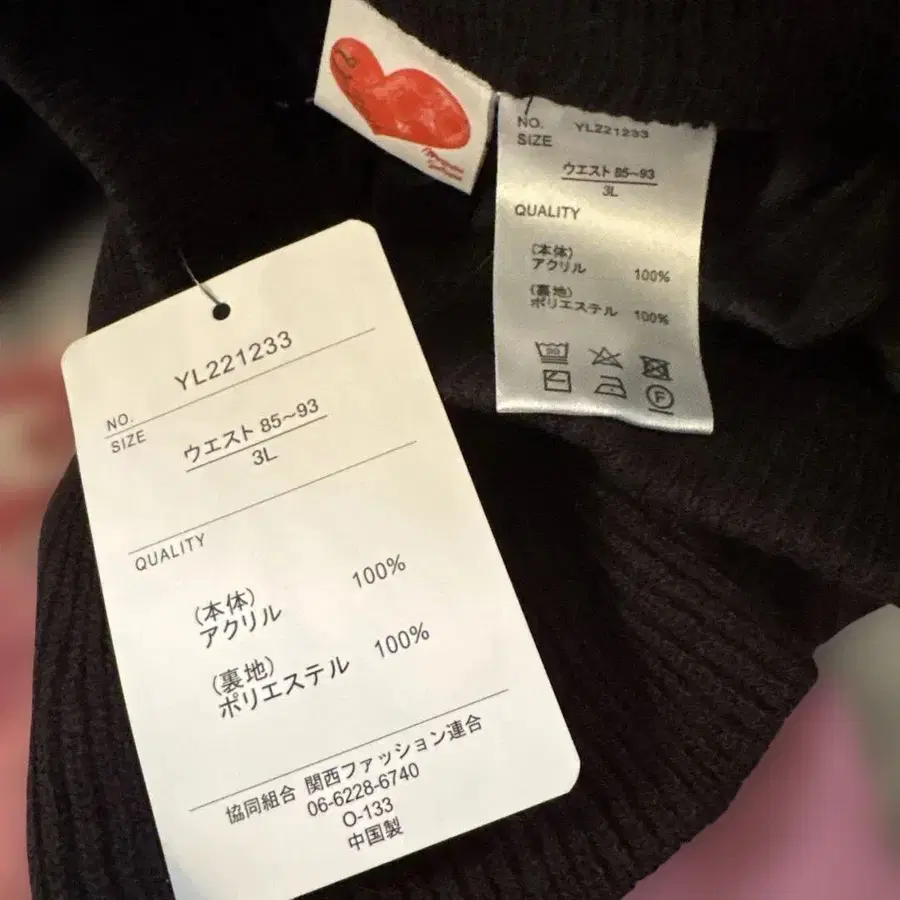 NO. YL221233
SIZE
ウエスト 85~93
3L
QUALITY
(本体)
アクリル 100%
(裏地)
ポリエステル 100%
F
NO. YL221233
SIZE
ウエスト 85~93
3L
QUALITY
(本体) 100%
アクリル
(裏地) 100%
ポリエステル
協同組合 関西ファッション連合
06-6228-6740
O-133
中国製